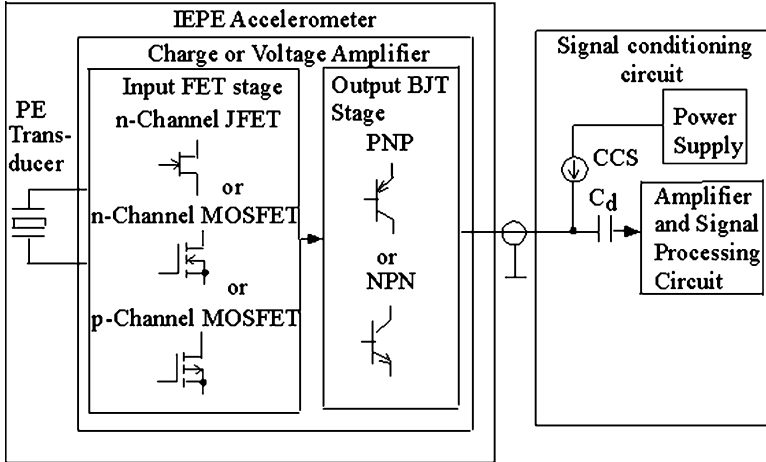 IEPE Accelerometer
Charge or Voltage Amplifier
Input FET stage
n-Channel JFET
or
n-Channel MOSFET
or
p-Channel MOSFET
Output BJT
Stage
PNP
or
NPN
PE
Trans-
ducer
Signal conditioning
circuit
Power
Supply
CCS
Cd
Amplifier
and Signal
Processing
Circuit